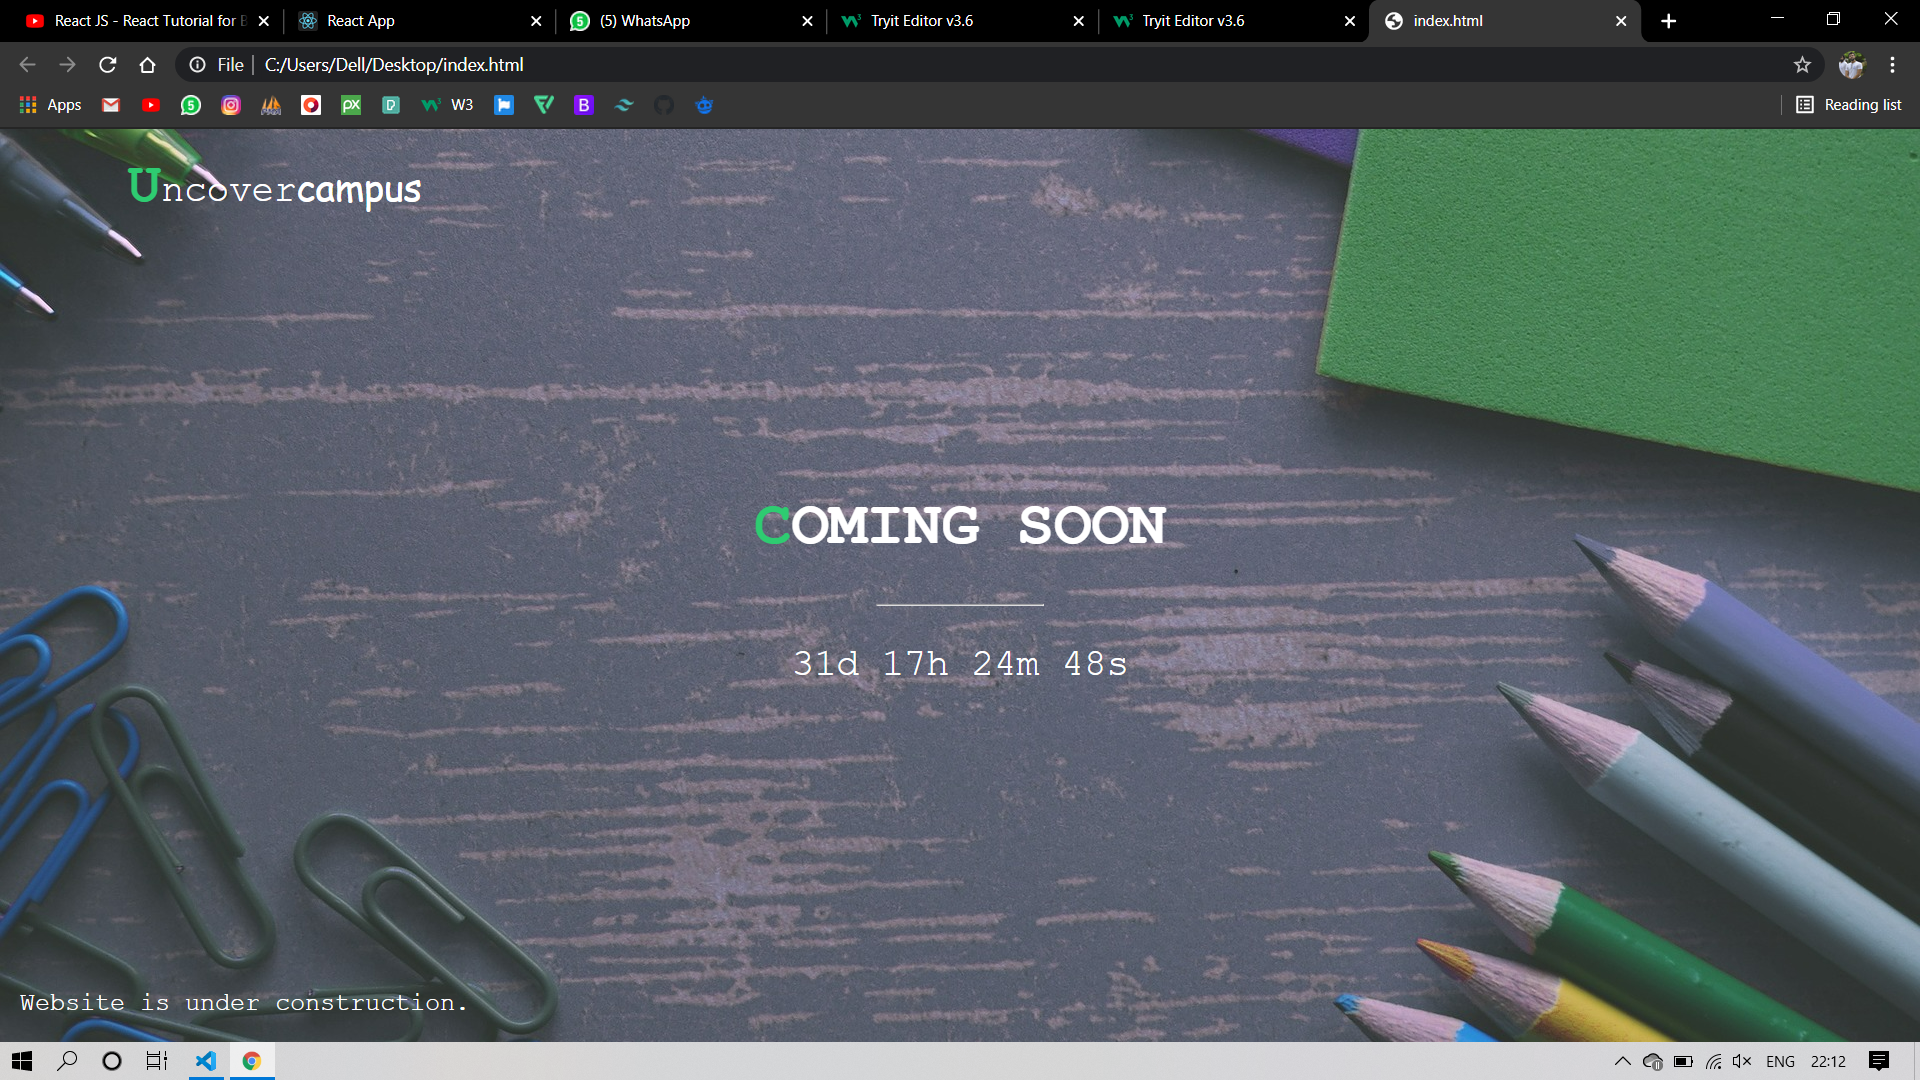 React JS - React Tutorial for B
React App
(5) WhatsApp
Tryit Editor v3.6
Tryit Editor v3.6
index.html
File
C:/Users/Dell/Desktop/index.html
Apps
W3
Reading list
Uncovercampus
COMING SOON
31d 17h 24m 48s
Website is under construction.
ENG
22:12